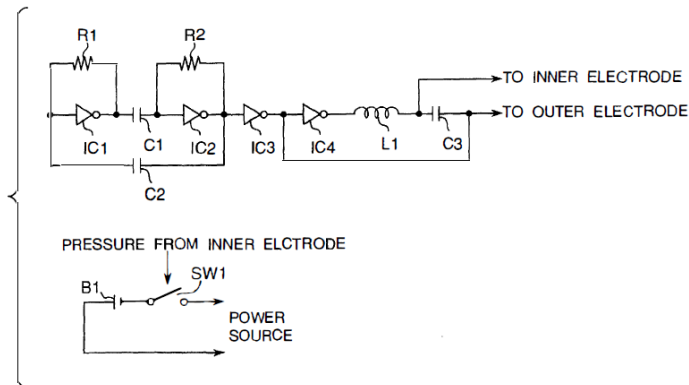 R1
R2
TO INNER ELECTRODE
TO OUTER ELECTRODE
IC1
C1
IC2
IC3
IC4
L1
C3
C2
PRESSURE FROM INNER ELCTRODE
B1
SW1
POWER
SOURCE